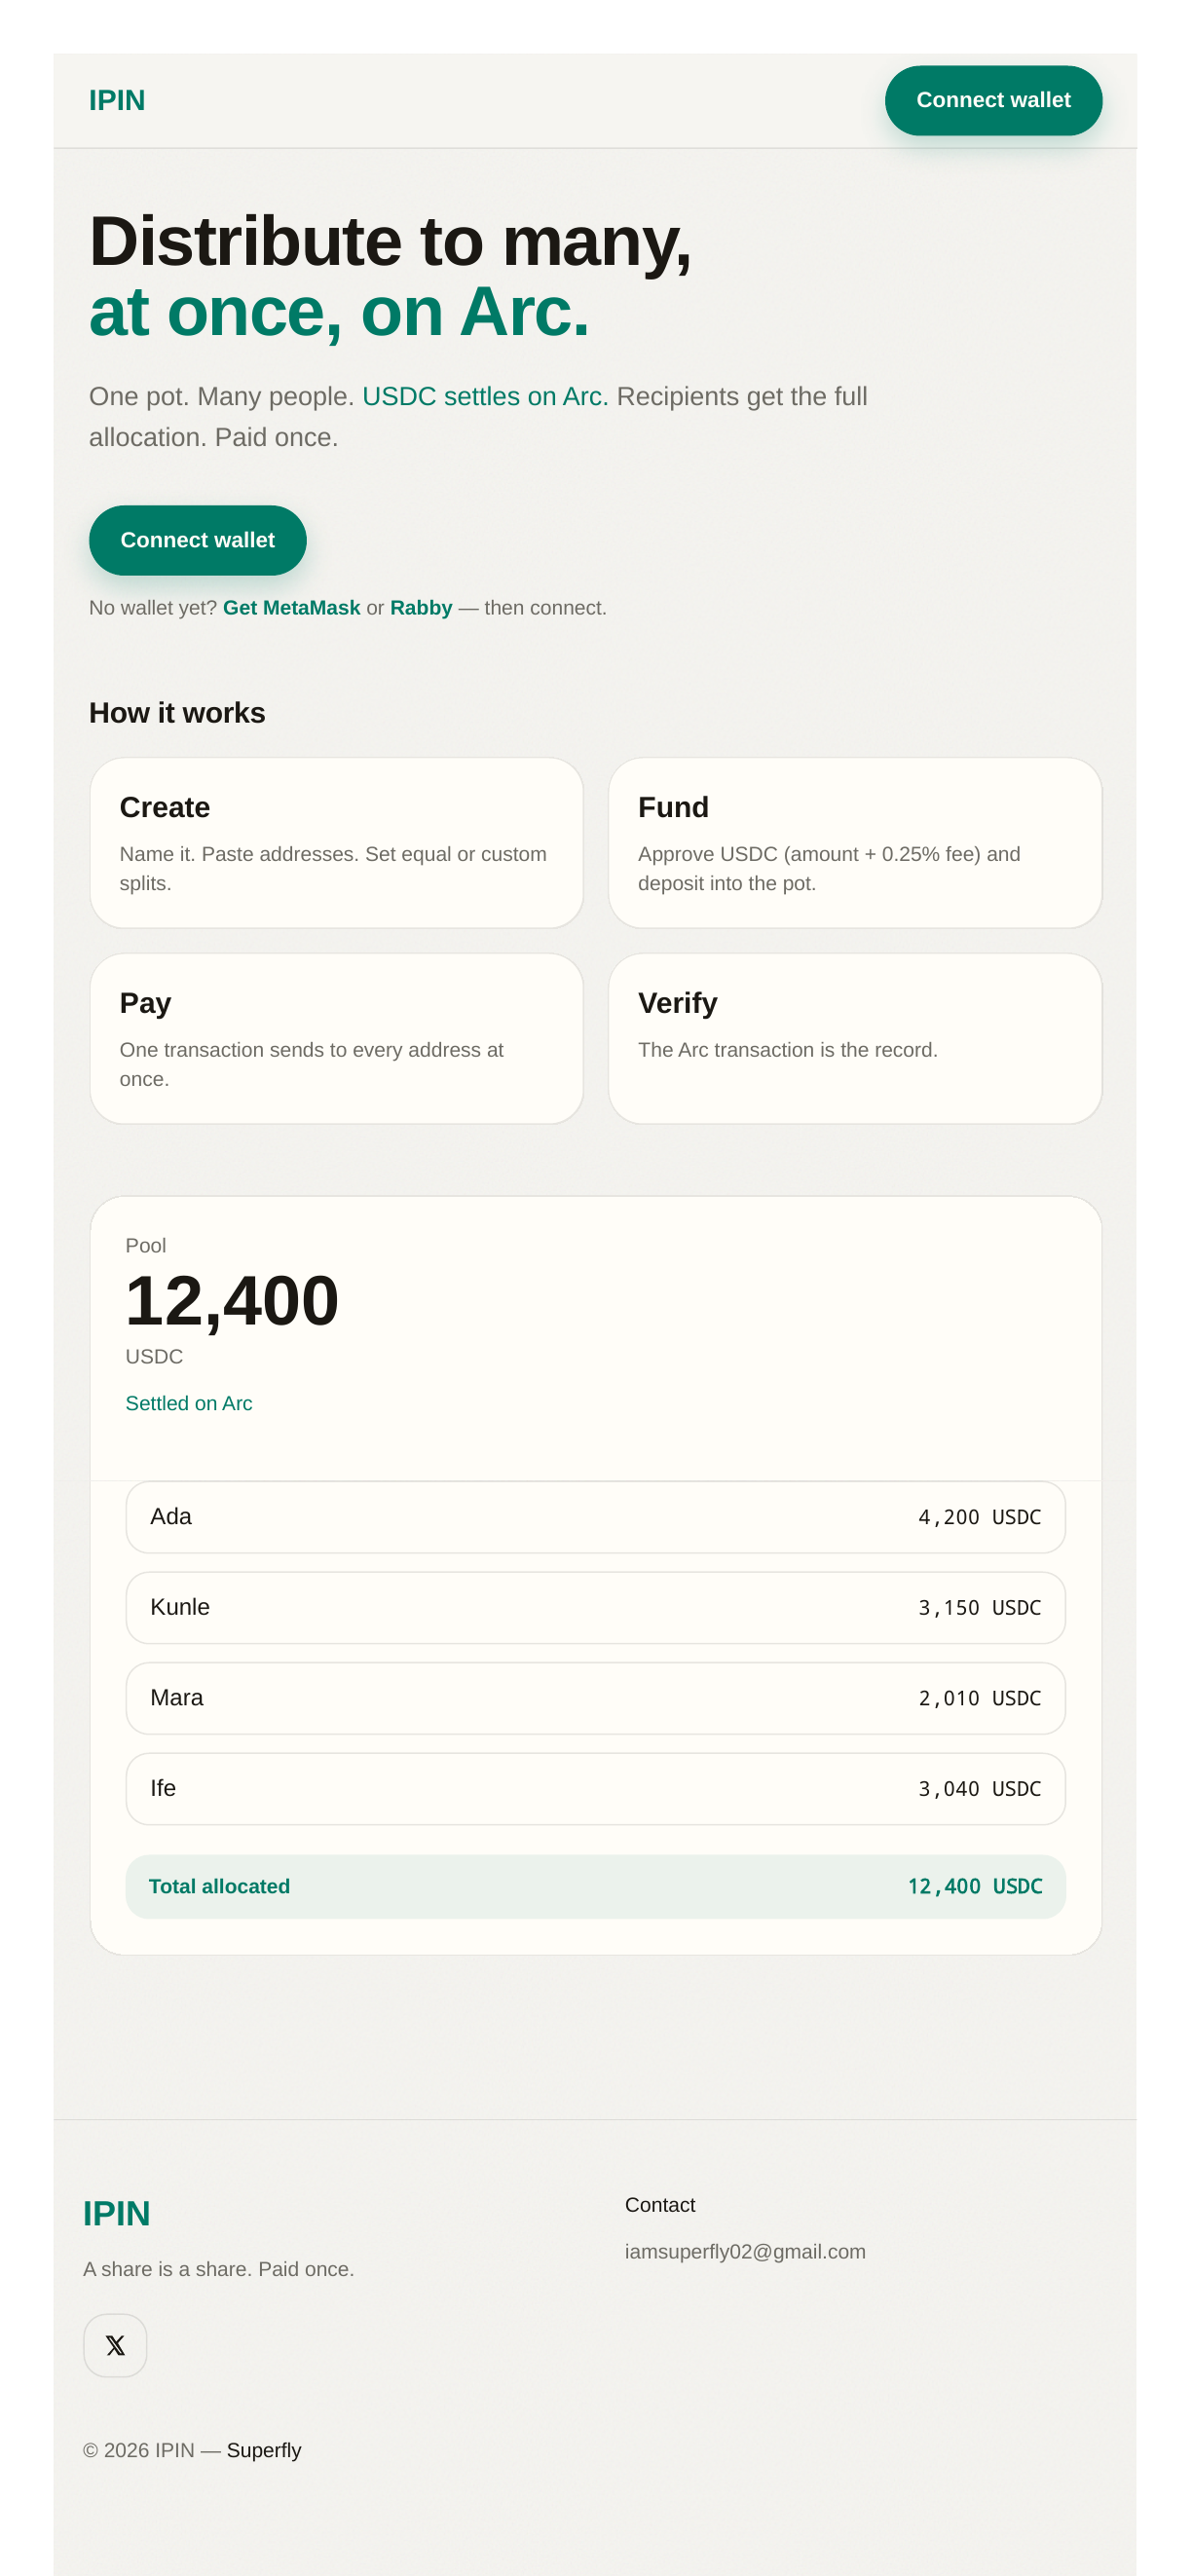 IPIN
Connect wallet
Distribute to many,
at once, on Arc.
One pot. Many people. USDC settles on Arc. Recipients get the full
allocation. Paid once.
Connect wallet
No wallet yet? Get MetaMask or Rabby — then connect.
How it works
Create
Name it. Paste addresses. Set equal or custom
splits.
Fund
Approve USDC (amount + 0.25% fee) and
deposit into the pot.
Pay
One transaction sends to every address at
once.
Verify
The Arc transaction is the record.
Pool
12,400
USDC
Settled on Arc
Ada 4,200 USDC
Kunle 3,150 USDC
Mara 2,010 USDC
Ife 3,040 USDC
Total allocated 12,400 USDC
IPIN
A share is a share. Paid once.
𝕏
Contact
iamsuperfly02@gmail.com
© 2026 IPIN — Superfly